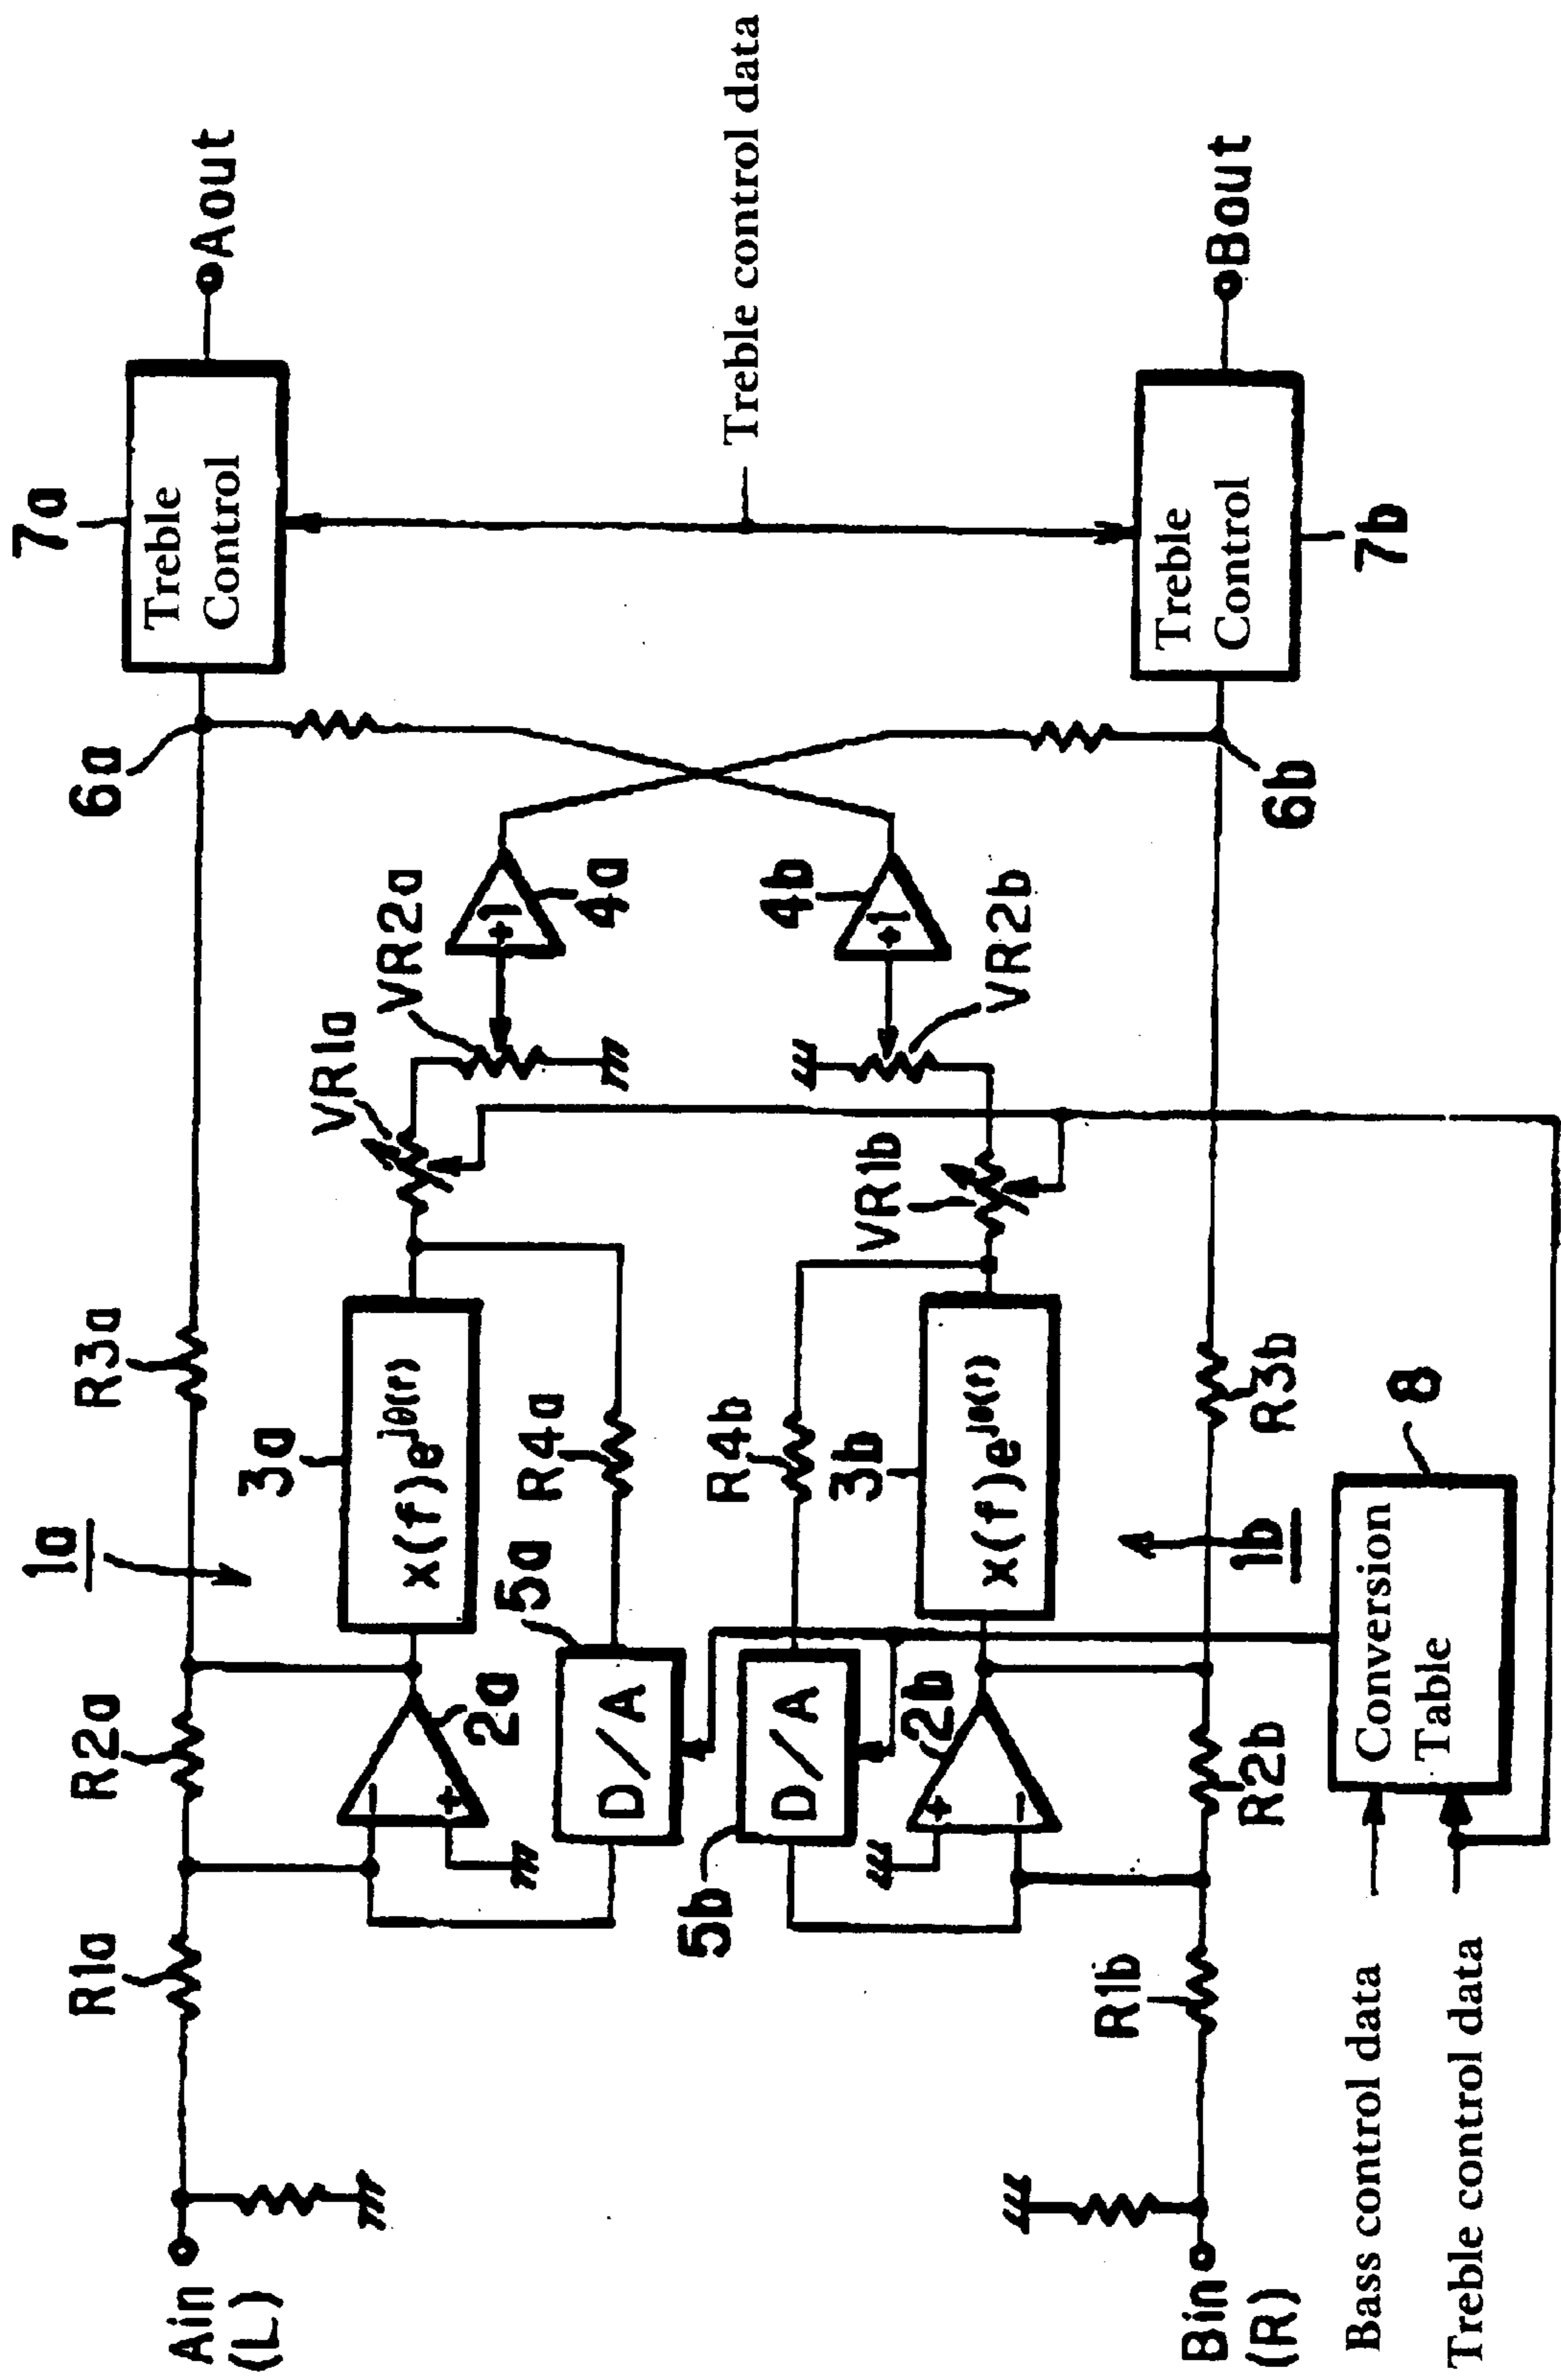 7a
Treble
Control
Aout
6a
Treble control data
R3a
VR1a
VR2a
+1
4a
4b
+1
VR2b
VR1b
1a
3a
x(f)e^jθ(f)
R4a
R4b
3b
x(f)e^jθ(f)
5a
D/A
5b
D/A
R2a
−
+
2a
+
−
2b
R1a
Ain
(L)
6b
Treble
Control
7b
Bout
R3b
1b
R2b
R1b
Bin
(R)
8
Conversion
Table
Bass control data
Treble control data